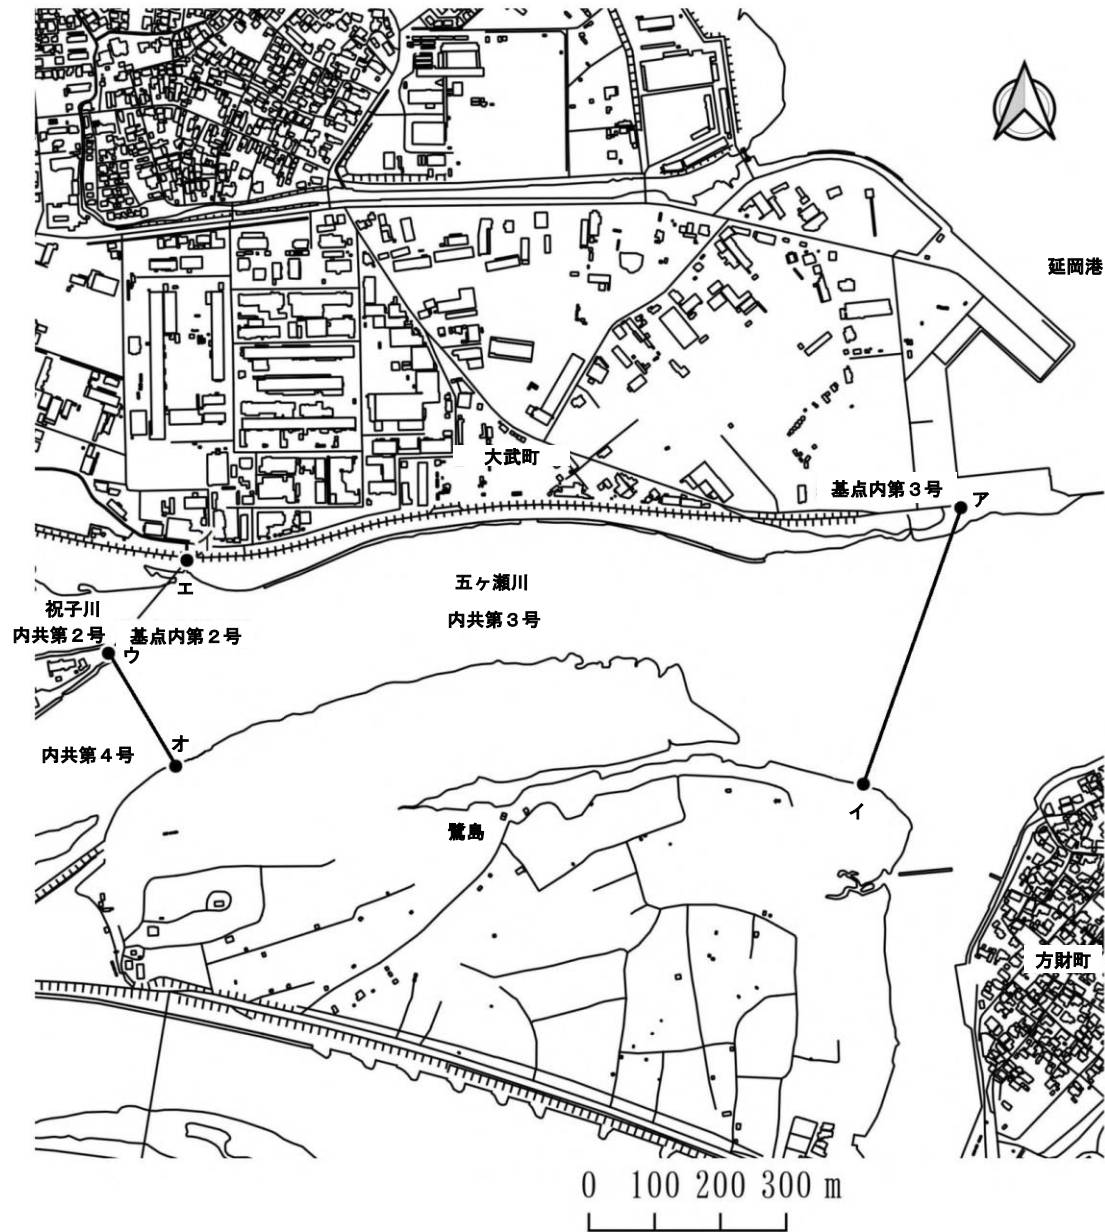 延岡港
大武町
基点内第3号
ア
エ
五ヶ瀬川
祝子川
内共第3号
内共第2号
基点内第2号
ウ
オ
内共第4号
イ
鷺島
方財町
0 100 200 300 m